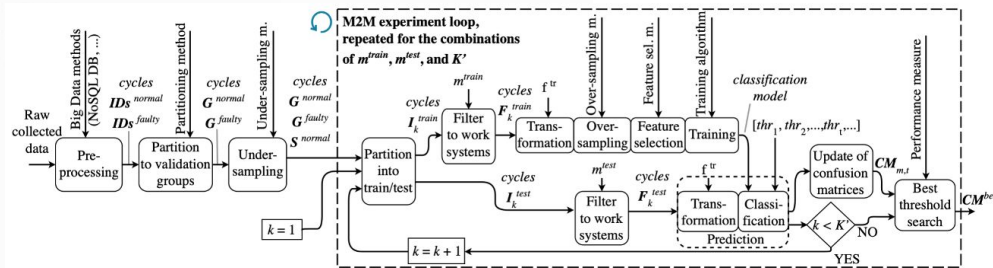 M2M experiment loop,
repeated for the combinations
of m^train, m^test, and K'
Big Data methods
(NoSQL DB, ...)
cycles
IDs^normal
IDs^faulty
Partitioning method
cycles
G^normal
G^faulty
Under-sampling m.
cycles
G^normal
G^faulty
S^normal
Raw
collected
data
Pre-
processing
Partition
to validation
groups
Under-
sampling
Partition
into
train/test
cycles
I_k^train
m^train
Filter
to work
systems
cycles
F_k^train
f^tr
Trans-
formation
Over-sampling m.
Over-
sampling
Feature sel. m.
Feature
selection
Training algorithm
Training
classification
model
[thr_1, thr_2,...,thr_t,...]
cycles
I_k^test
m^test
Filter
to work
systems
cycles
F_k^test
f^tr
Trans-
formation
Classi-
fication
Prediction
Update of
confusion
matrices
CM_m,t
Performance measure
Best
threshold
search
CM^be
k < K'
NO
YES
k = 1
k = k + 1